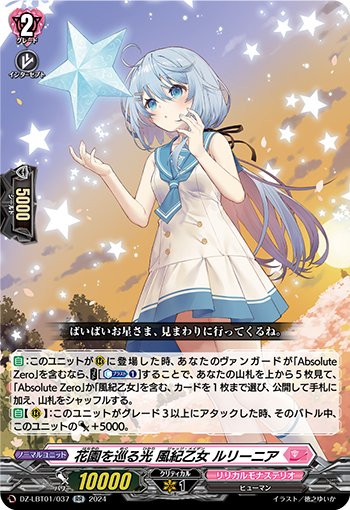 2
グレード
インターセプト
5000
シールド
ばいばいお星さま、見まわりに行ってくるね。
自:このユニットがRに登場した時、あなたのヴァンガードが「Absolute
Zero」を含むなら、【コスト】[CB1]することで、あなたの山札を上から5枚見て、
「Absolute Zero」か「風紀乙女」を含む、カードを1枚まで選び、公開して手札に
加え、山札をシャッフルする。
自【R】:このユニットがグレード3以上にアタックした時、そのバトル中、
このユニットのパワー+5000。
ノーマルユニット
花園を巡る光 風紀乙女 ルリーニア
パワー
10000
クリティカル
1
リリカルモナステリオ
ヒューマン
DZ-LBT01/037 RR 2024
イラスト/徳之ゆいか